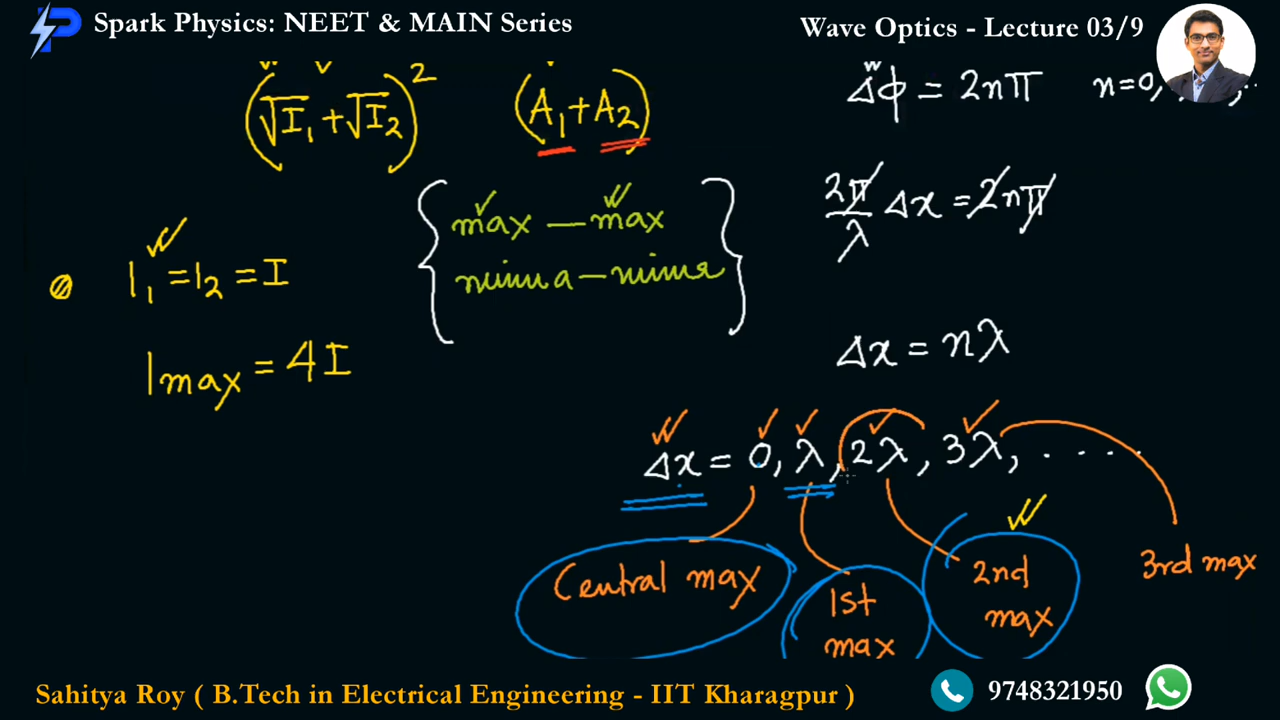 Spark Physics: NEET & MAIN Series
Wave Optics - Lecture 03/9
(√I₁ + √I₂)²
(A₁+A₂)
Δϕ = 2nπ n=0,
max — max
minima — minima
2π/λ Δx = 2nπ
I₁ = I₂ = I
Imax = 4I
Δx = nλ
Δx = 0, λ, 2λ, 3λ, . . . .
Central max
1st max
2nd max
3rd max
Sahitya Roy ( B.Tech in Electrical Engineering - IIT Kharagpur )
9748321950